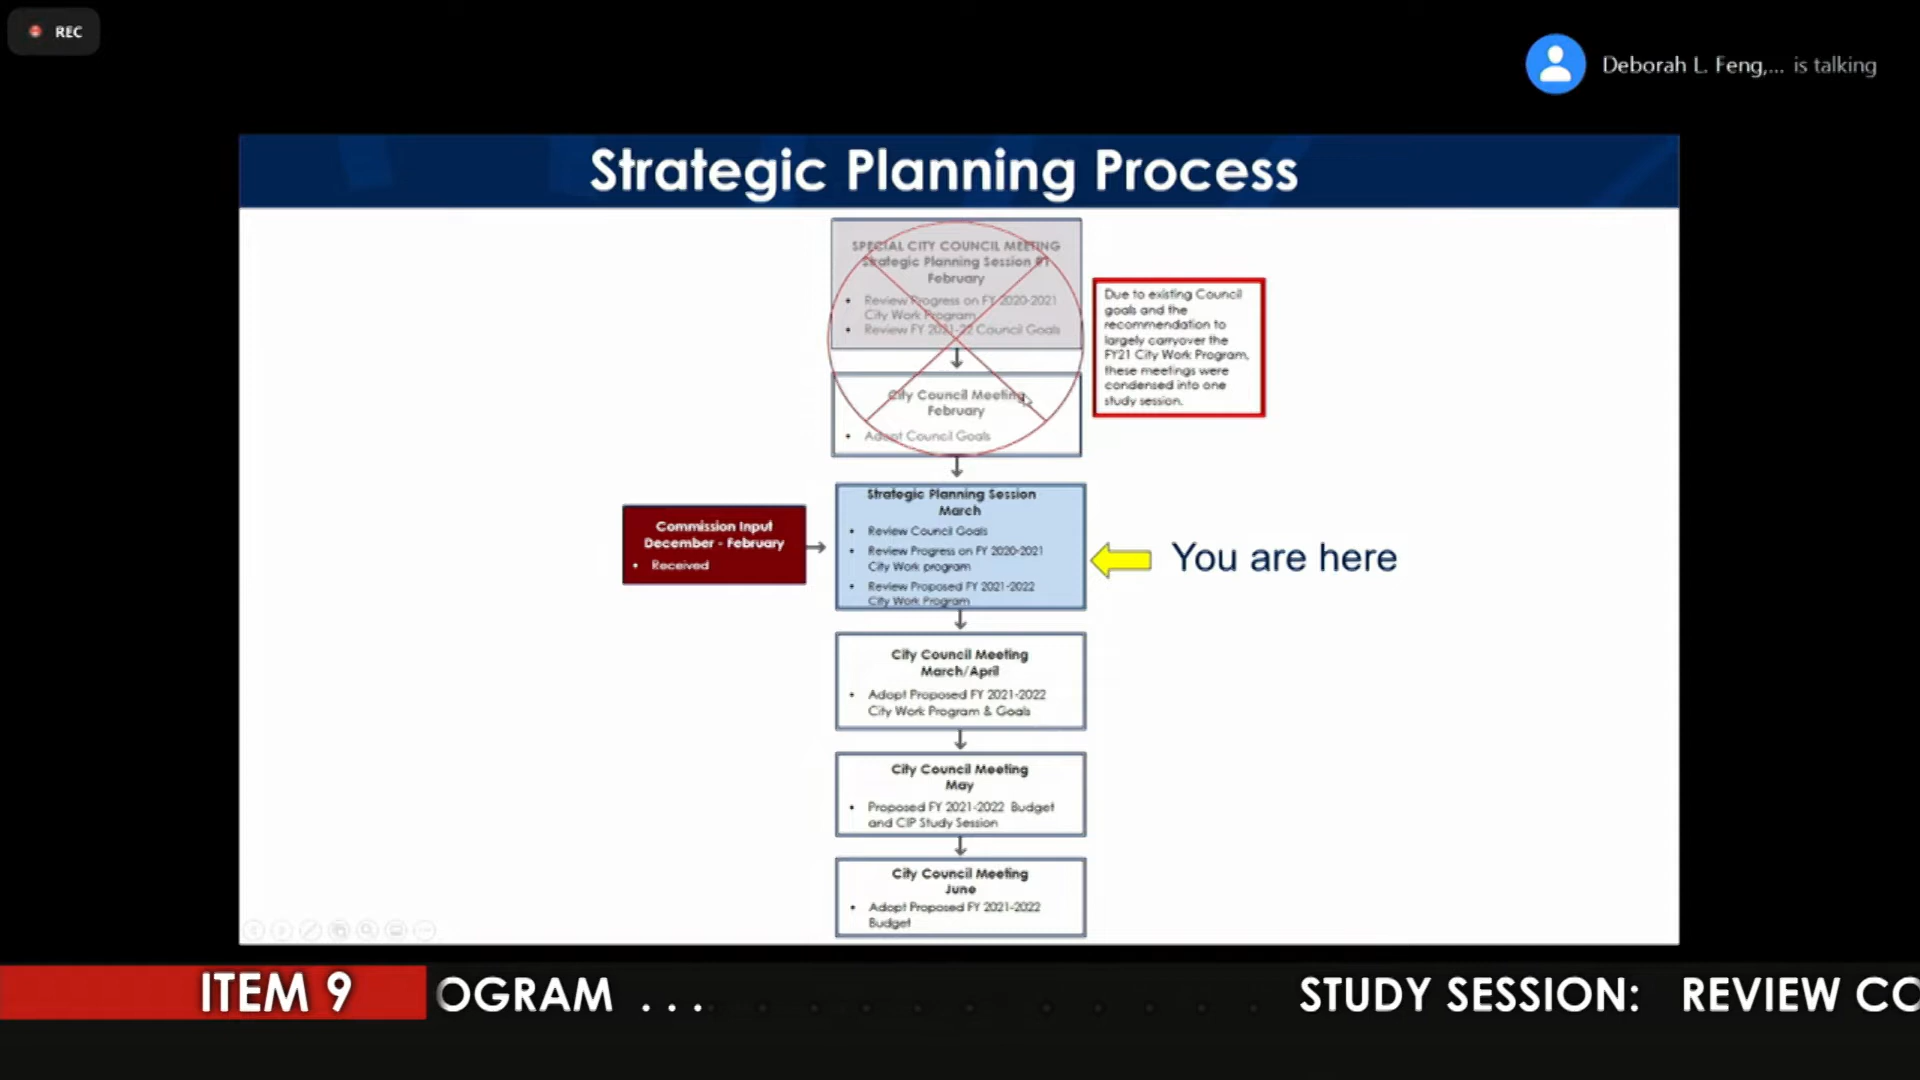 REC
Deborah L. Feng,... is talking
Strategic Planning Process
SPECIAL CITY COUNCIL MEETING
Strategic Planning Session #1
February
• Review Progress on FY 2020-2021
City Work Program
• Review FY 2021-22 Council Goals
Due to existing Council
goals and the
recommendation to
largely carryover the
FY21 City Work Program,
these meetings were
condensed into one
study session.
City Council Meeting
February
• Adopt Council Goals
Commission Input
December - February
• Received
Strategic Planning Session
March
• Review Council Goals
• Review Progress on FY 2020-2021
City Work program
• Review Proposed FY 2021-2022
City Work Program
You are here
City Council Meeting
March/April
• Adopt Proposed FY 2021-2022
City Work Program & Goals
City Council Meeting
May
• Proposed FY 2021-2022 Budget
and CIP Study Session
City Council Meeting
June
• Adopt Proposed FY 2021-2022
Budget
ITEM 9
OGRAM ...
STUDY SESSION: REVIEW CO